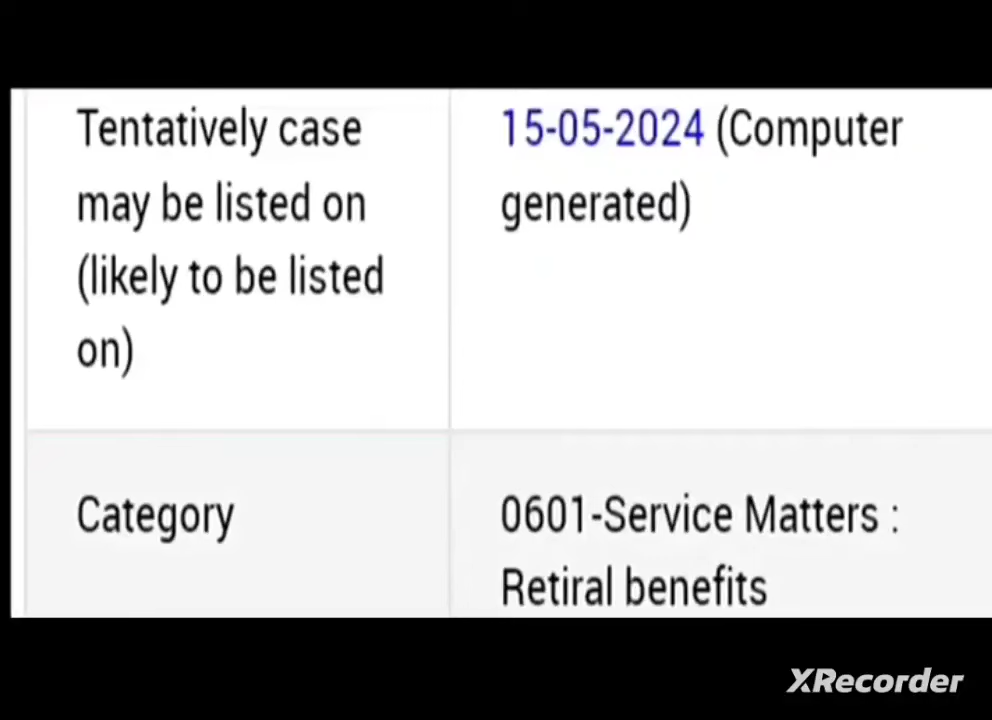 Tentatively case
may be listed on
(likely to be listed
on)
15-05-2024 (Computer
generated)
Category
0601-Service Matters :
Retiral benefits
XRecorder